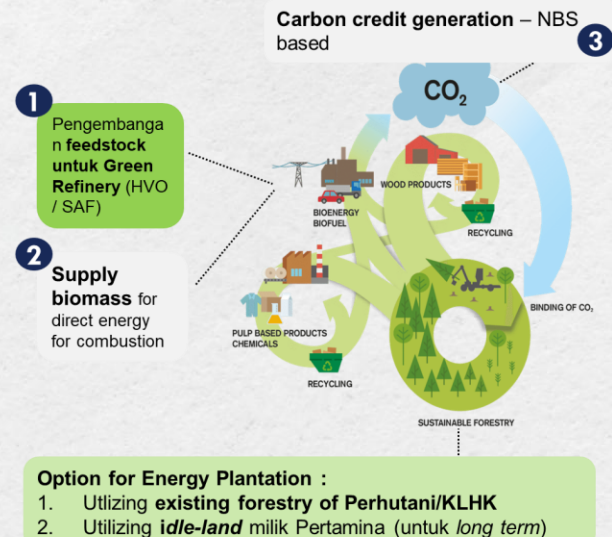 Carbon credit generation – NBS
based
3
CO₂
1
Pengembanga
n feedstock
untuk Green
Refinery (HVO
/ SAF)
WOOD PRODUCTS
BIOENERGY
BIOFUEL
RECYCLING
2
Supply
biomass for
direct energy
for combustion
PULP BASED PRODUCTS
CHEMICALS
RECYCLING
BINDING OF CO₂
SUSTAINABLE FORESTRY
Option for Energy Plantation :
1. Utlizing existing forestry of Perhutani/KLHK
2. Utilizing idle-land milik Pertamina (untuk long term)